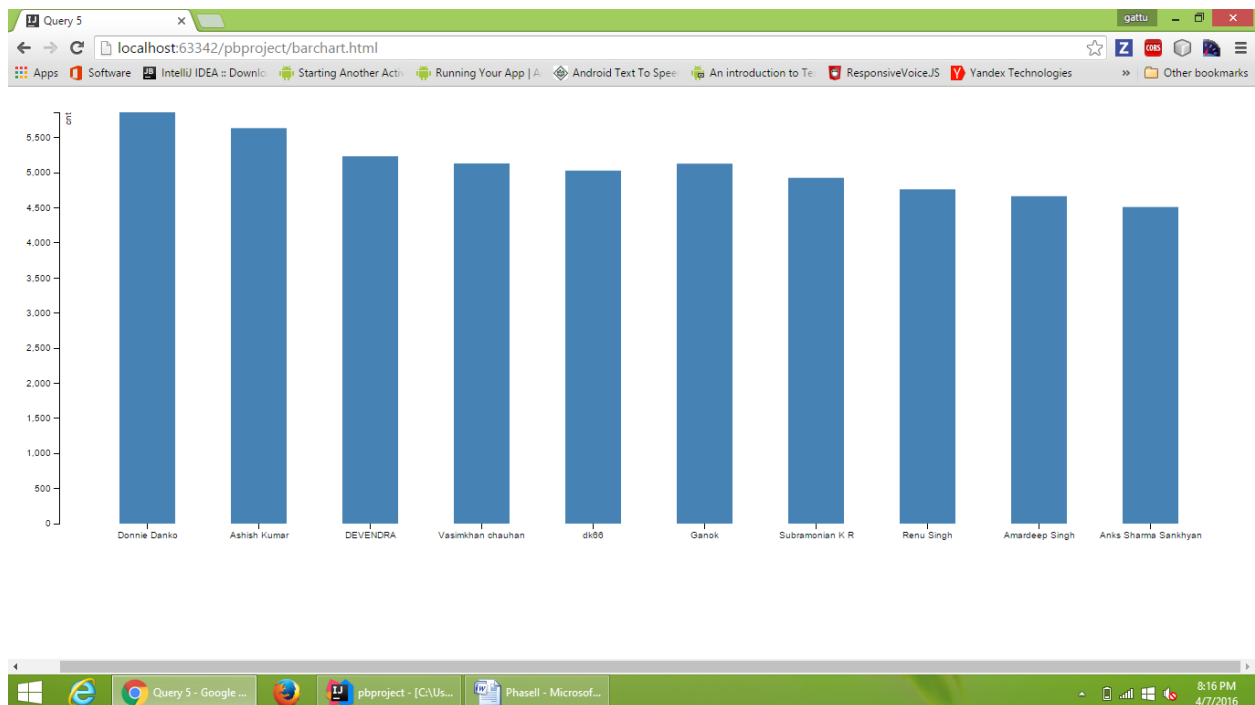 Query 5
gattu
localhost:63342/pbproject/barchart.html
Apps Software IntelliJ IDEA :: Downlo Starting Another Activ Running Your App | A Android Text To Spee An introduction to Te ResponsiveVoice.JS Yandex Technologies » Other bookmarks
cnt
5,500
5,000
4,500
4,000
3,500
3,000
2,500
2,000
1,500
1,000
500
0
Donnie Danko Ashish Kumar DEVENDRA Vasimkhan chauhan dk66 Ganok Subramonian K R Renu Singh Amardeep Singh Anks Sharma Sankhyan
Query 5 - Google ... pbproject - [C:\Us... PhaseII - Microsof...
8:16 PM
4/7/2016